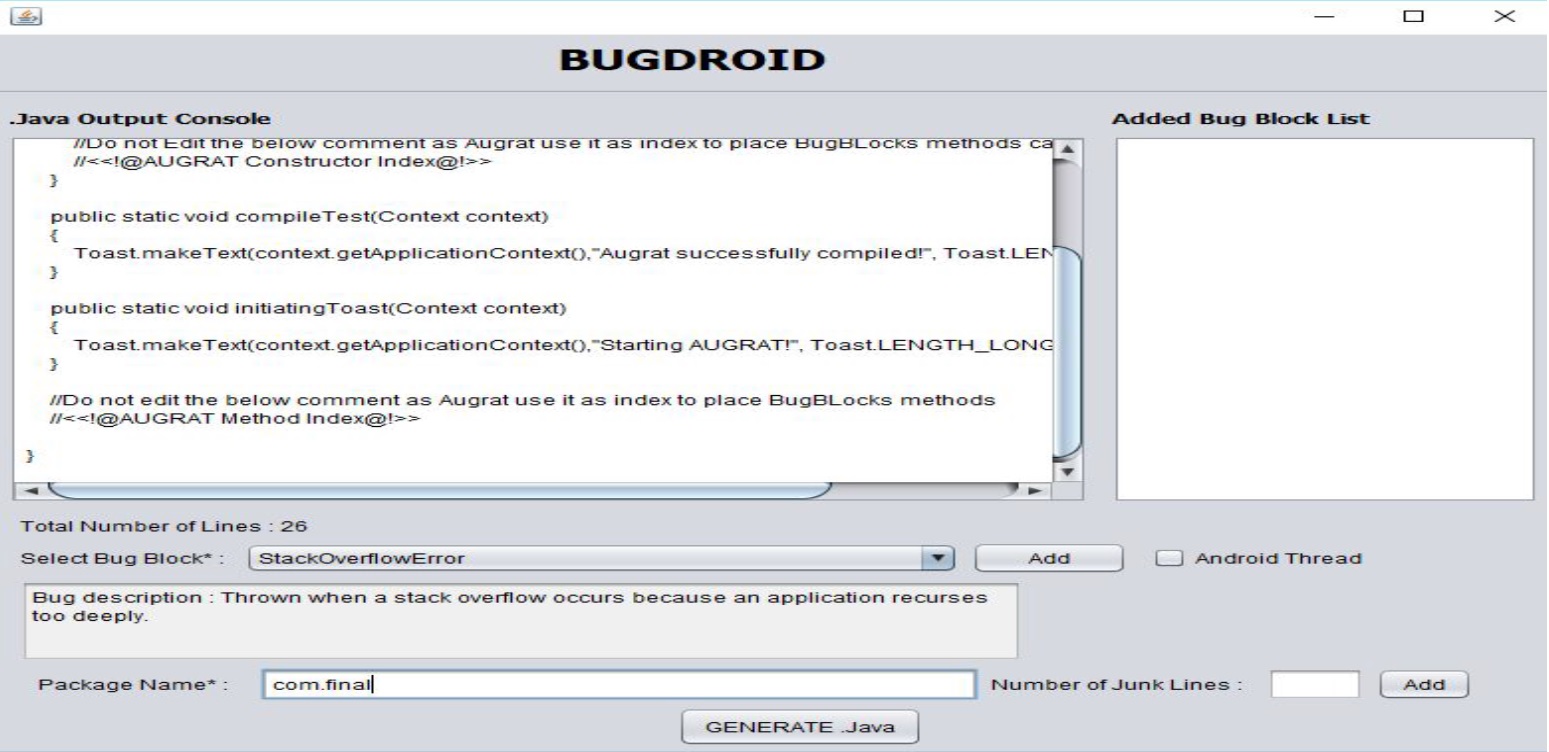 BUGDROID
.Java Output Console
Added Bug Block List
//Do not Edit the below comment as Augrat use it as index to place BugBLocks methods ca
//<<!@AUGRAT Constructor Index@!>>
}
public static void compileTest(Context context)
{
Toast.makeText(context.getApplicationContext(),"Augrat successfully compiled!", Toast.LEN
}
public static void initiatingToast(Context context)
{
Toast.makeText(context.getApplicationContext(),"Starting AUGRAT!", Toast.LENGTH_LONG
}
//Do not edit the below comment as Augrat use it as index to place BugBLocks methods
//<<!@AUGRAT Method Index@!>>
}
Total Number of Lines : 26
Select Bug Block* : StackOverflowError Add Android Thread
Bug description : Thrown when a stack overflow occurs because an application recurses
too deeply.
Package Name* : com.final Number of Junk Lines : Add
GENERATE .Java